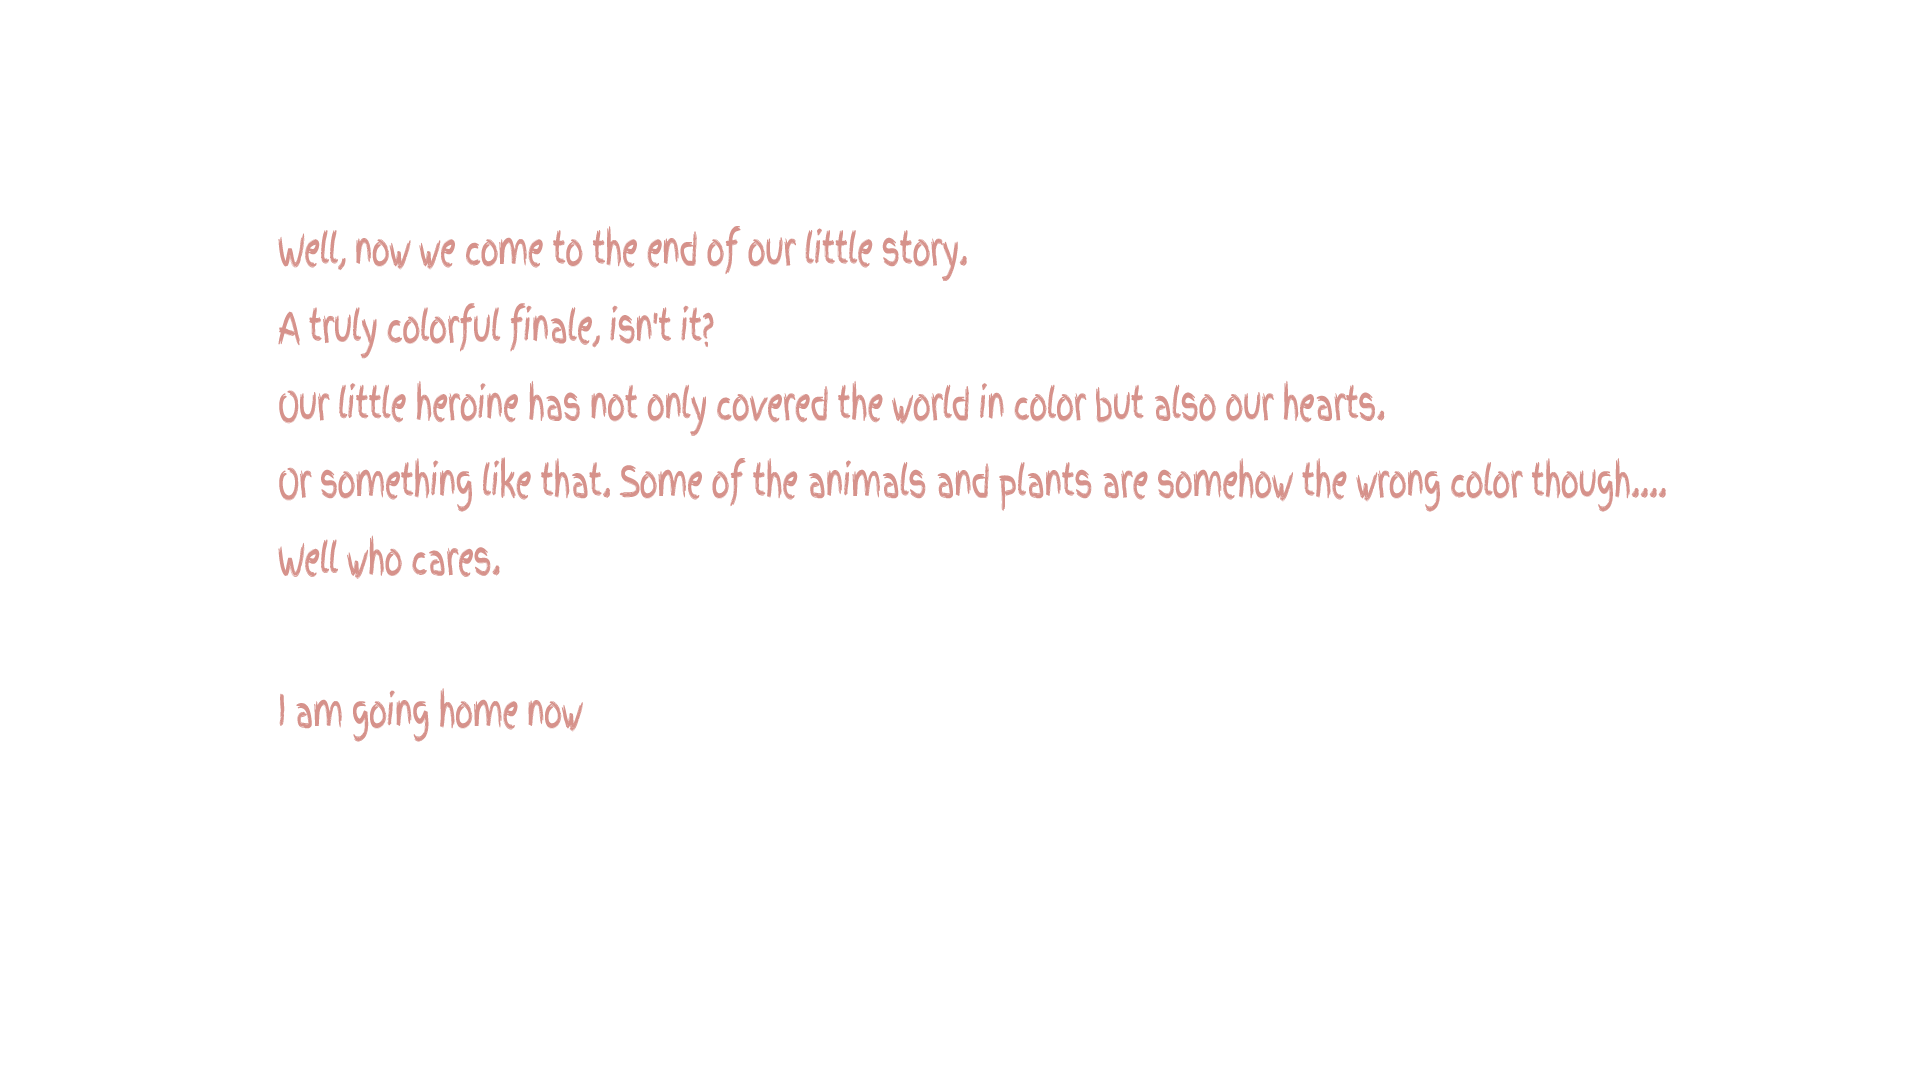 Well, now we come to the end of our little story.
A truly colorful finale, isn't it?
Our little heroine has not only covered the world in color but also our hearts.
Or something like that. Some of the animals and plants are somehow the wrong color though....
Well who cares.
I am going home now